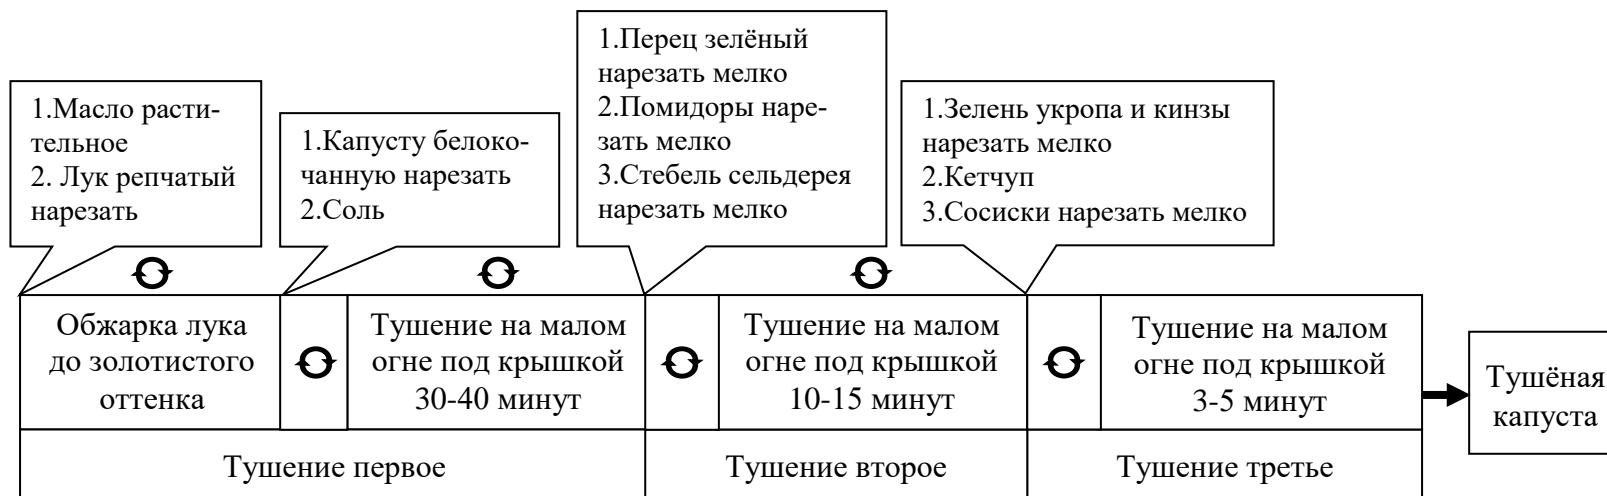 1.Масло расти-
тельное
2. Лук репчатый
нарезать
1.Капусту белоко-
чанную нарезать
2.Соль
1.Перец зелёный
нарезать мелко
2.Помидоры наре-
зать мелко
3.Стебель сельдерея
нарезать мелко
1.Зелень укропа и кинзы
нарезать мелко
2.Кетчуп
3.Сосиски нарезать мелко
Обжарка лука
до золотистого
оттенка
Тушение на малом
огне под крышкой
30-40 минут
Тушение на малом
огне под крышкой
10-15 минут
Тушение на малом
огне под крышкой
3-5 минут
Тушёная
капуста
Тушение первое
Тушение второе
Тушение третье